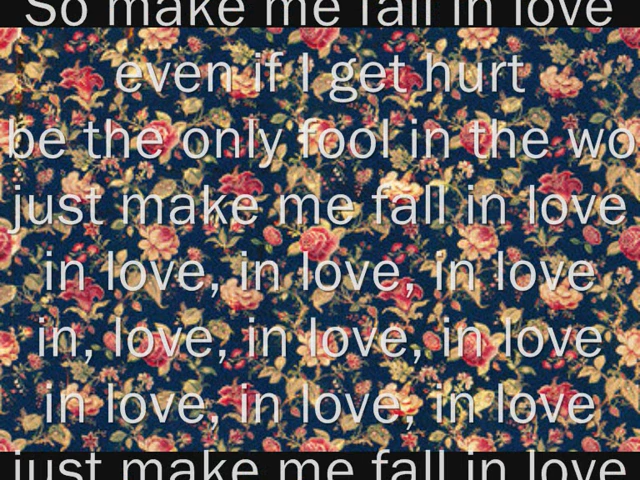 So make me fall in love
even if I get hurt
be the only fool in the wo
just make me fall in love
in love, in love, in love
in, love, in love, in love
in love, in love, in love
just make me fall in love